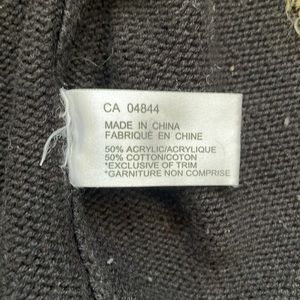 CA 04844
MADE IN CHINA
FABRIQUÉ EN CHINE
50% ACRYLIC/ACRYLIQUE
50% COTTON/COTON
*EXCLUSIVE OF TRIM
*GARNITURE NON COMPRISE